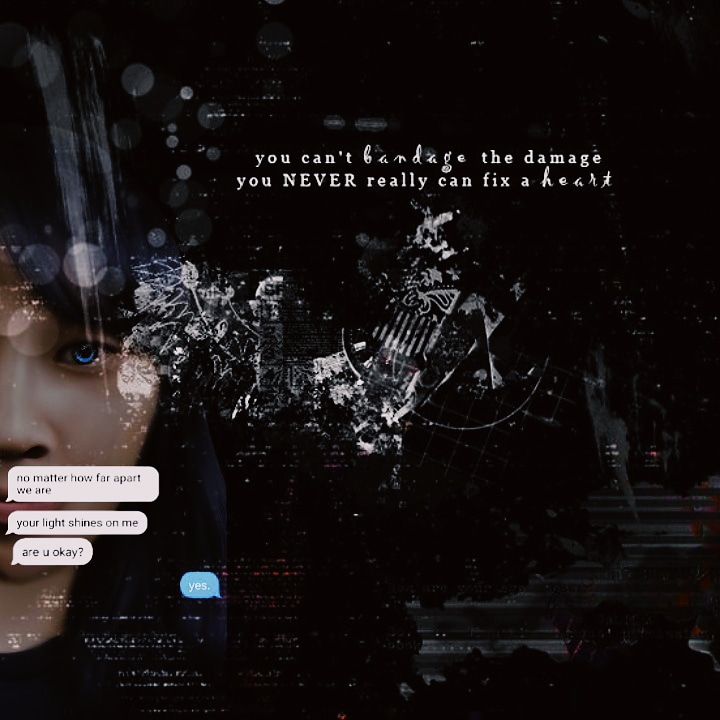 you can't bandage the damage
you NEVER really can fix a heart
no matter how far apart
we are
your light shines on me
are u okay?
yes.